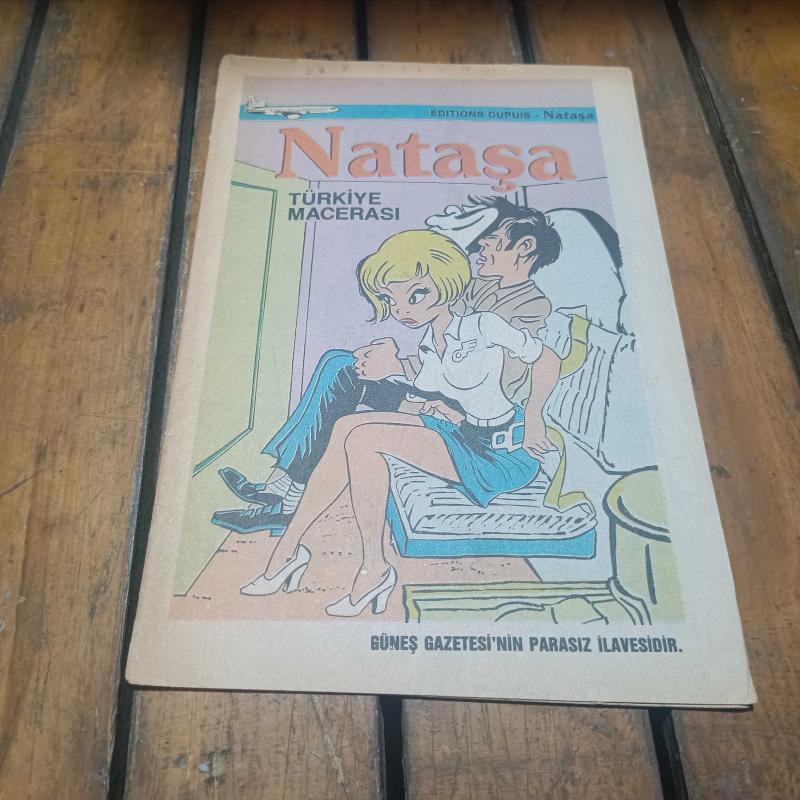 EDITIONS DUPUIS - Nataşa
Nataşa
TÜRKİYE
MACERASI
GÜNEŞ GAZETESİ'NİN PARASIZ İLAVESİDİR.